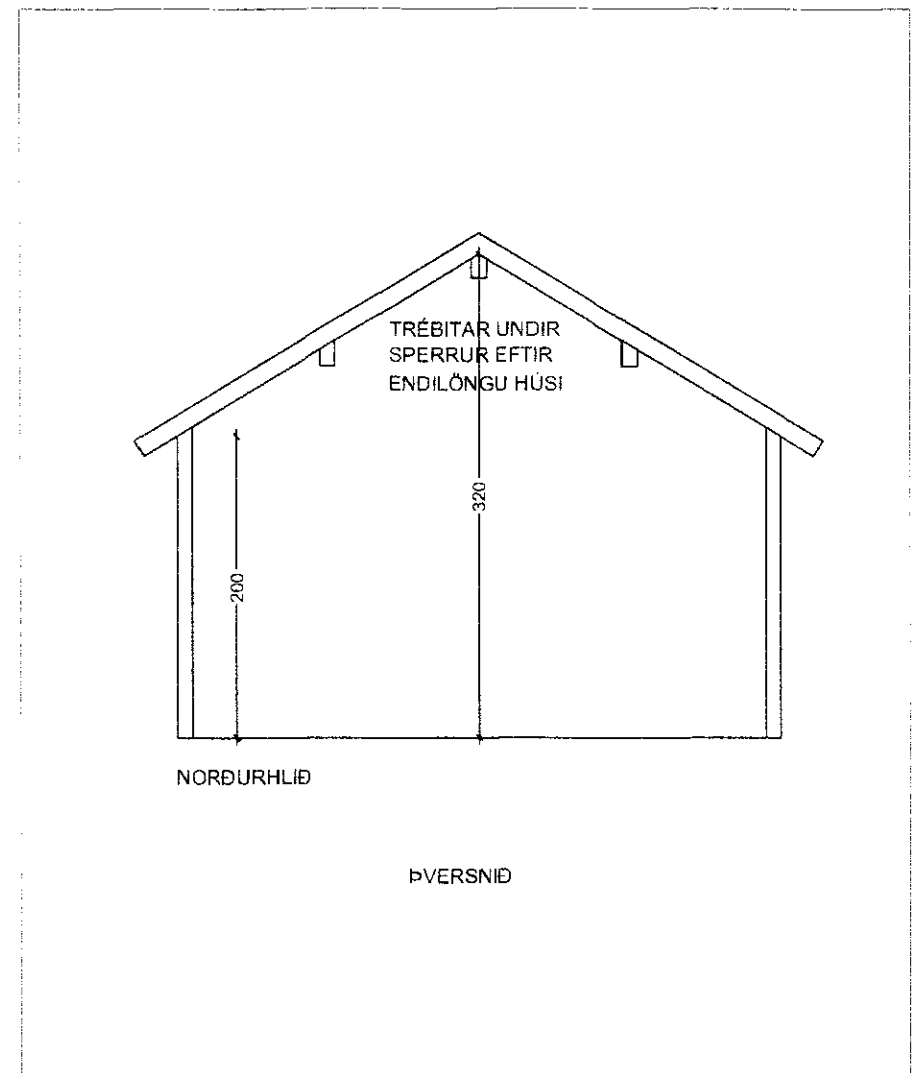 TRÉBITAR UNDIR
SPERRUR EFTIR
ENDILÖNGU HÚSI
320
200
NORÐURHLIÐ
ÞVERSNIÐ